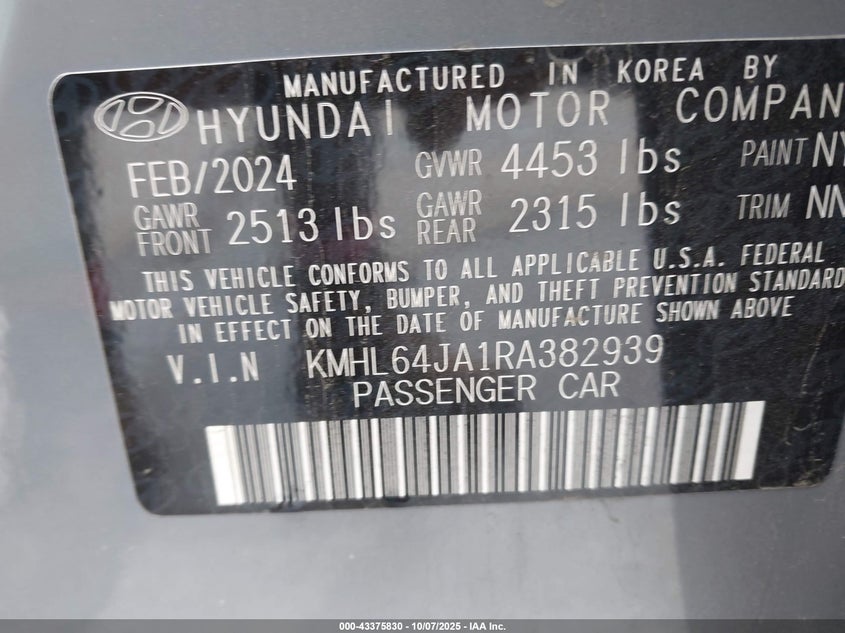 MANUFACTURED IN KOREA BY
HYUNDAI MOTOR COMPAN
FEB/2024 GVWR 4453 lbs PAINT NY
GAWR FRONT 2513 lbs GAWR REAR 2315 lbs TRIM NN
THIS VEHICLE CONFORMS TO ALL APPLICABLE U.S.A. FEDERAL
MOTOR VEHICLE SAFETY, BUMPER, AND THEFT PREVENTION STANDARD
IN EFFECT ON THE DATE OF MANUFACTURE SHOWN ABOVE
V.I.N KMHL64JA1RA382939
PASSENGER CAR
000-43375830 - 10/07/2025 - IAA Inc.